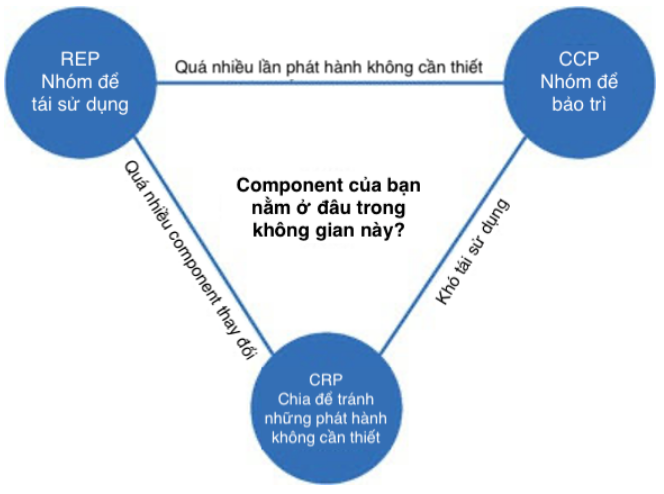 REP
Nhóm để
tái sử dụng
Quá nhiều lần phát hành không cần thiết
CCP
Nhóm để
bảo trì
Component của bạn
nằm ở đâu trong
không gian này?
Quá nhiều component thay đổi
Khó tái sử dụng
CRP
Chia để tránh
những phát hành
không cần thiết